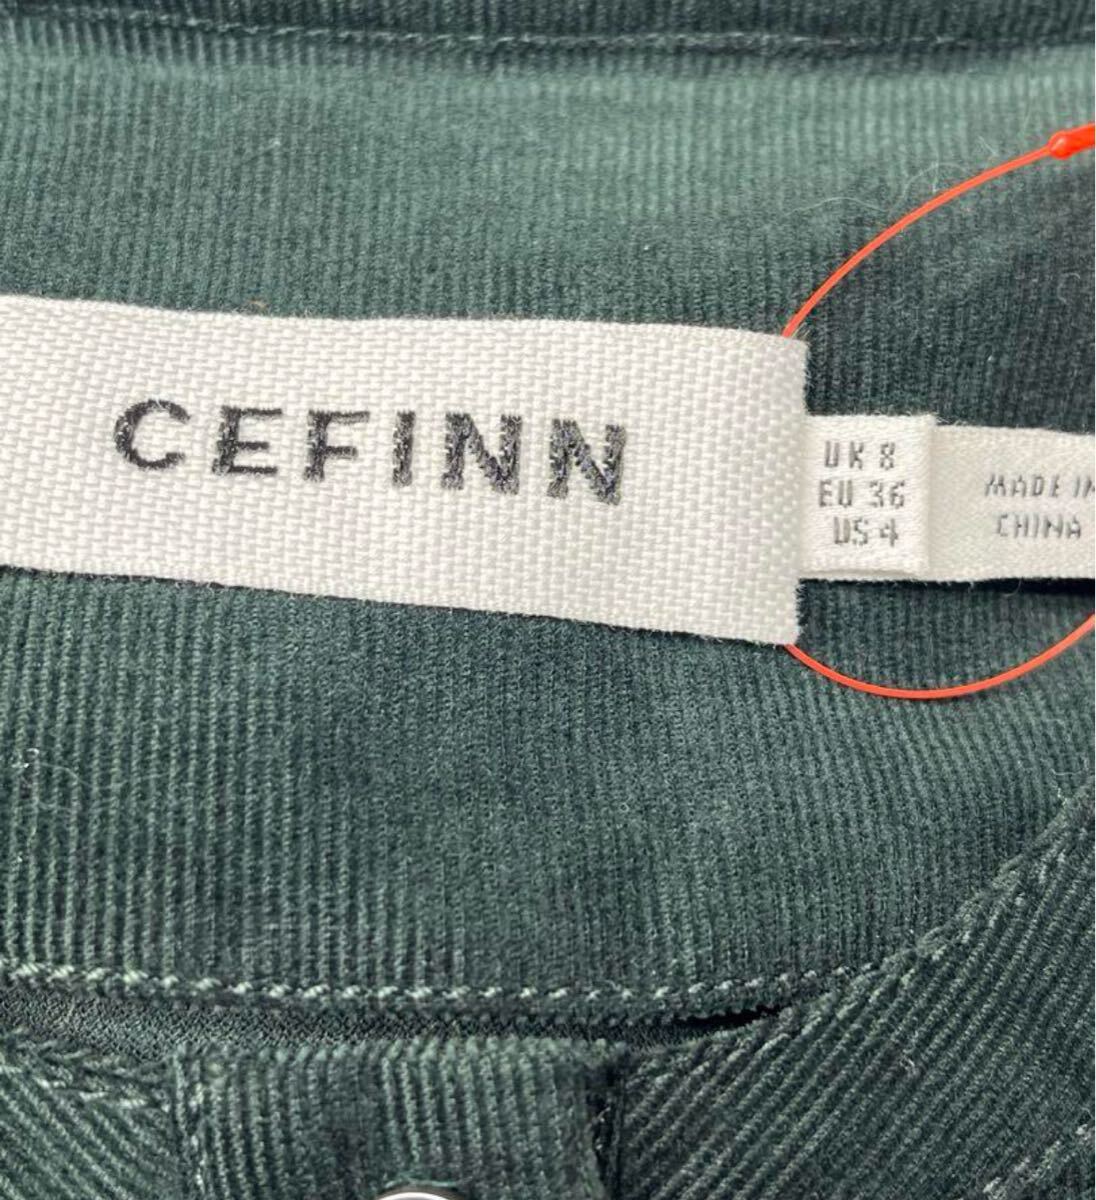 CEFINN
UK 8
EU 36
US 4
MADE IN
CHINA